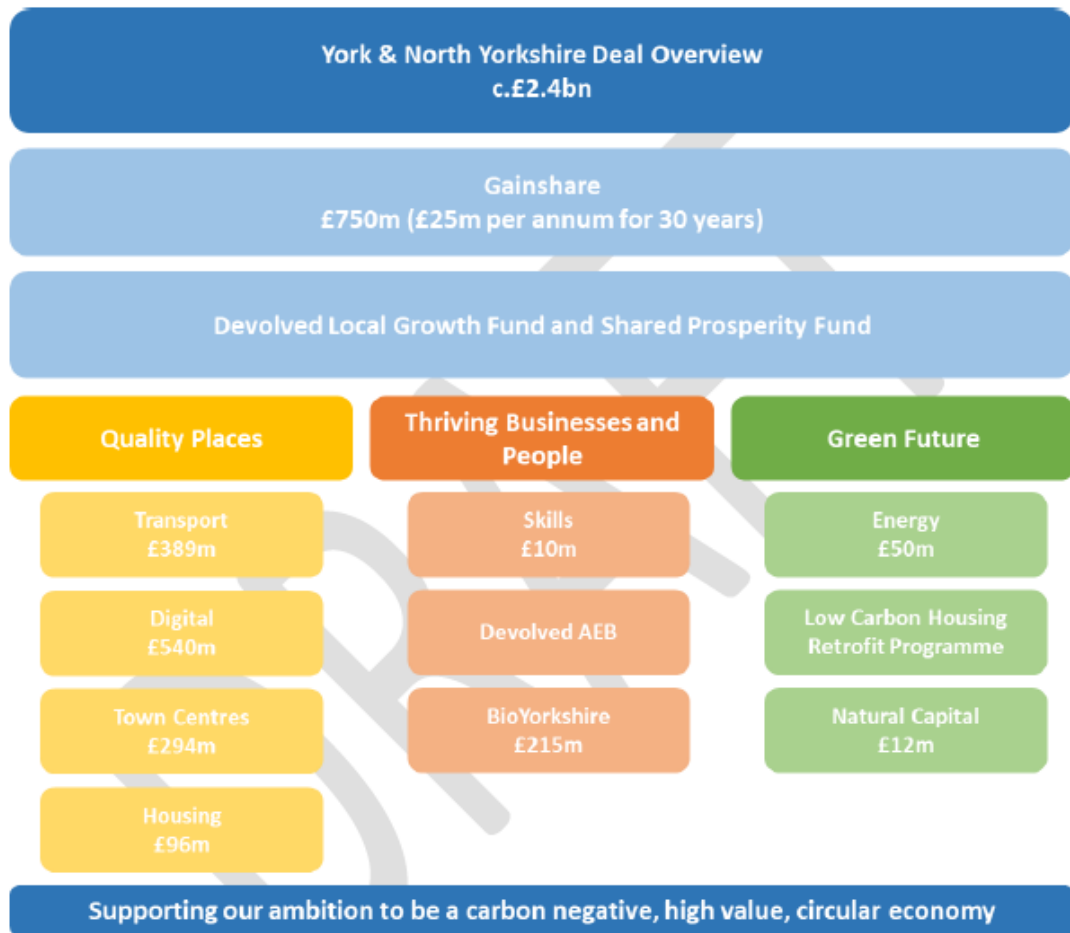 York & North Yorkshire Deal Overview
c.£2.4bn
Gainshare
£750m (£25m per annum for 30 years)
Devolved Local Growth Fund and Shared Prosperity Fund
Quality Places
Transport
£389m
Digital
£540m
Town Centres
£294m
Housing
£96m
Thriving Businesses and
People
Skills
£10m
Devolved AEB
BioYorkshire
£215m
Green Future
Energy
£50m
Low Carbon Housing
Retrofit Programme
Natural Capital
£12m
Supporting our ambition to be a carbon negative, high value, circular economy
DRAFT